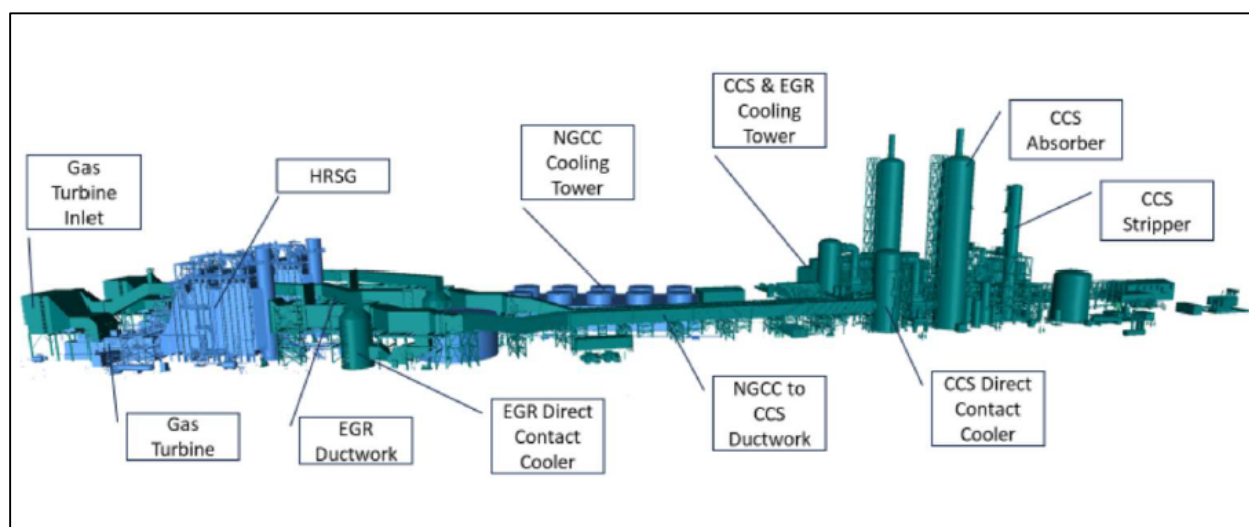 Gas
Turbine
Inlet
HRSG
NGCC
Cooling
Tower
CCS & EGR
Cooling
Tower
CCS
Absorber
CCS
Stripper
Gas
Turbine
EGR
Ductwork
EGR Direct
Contact
Cooler
NGCC to
CCS
Ductwork
CCS Direct
Contact
Cooler